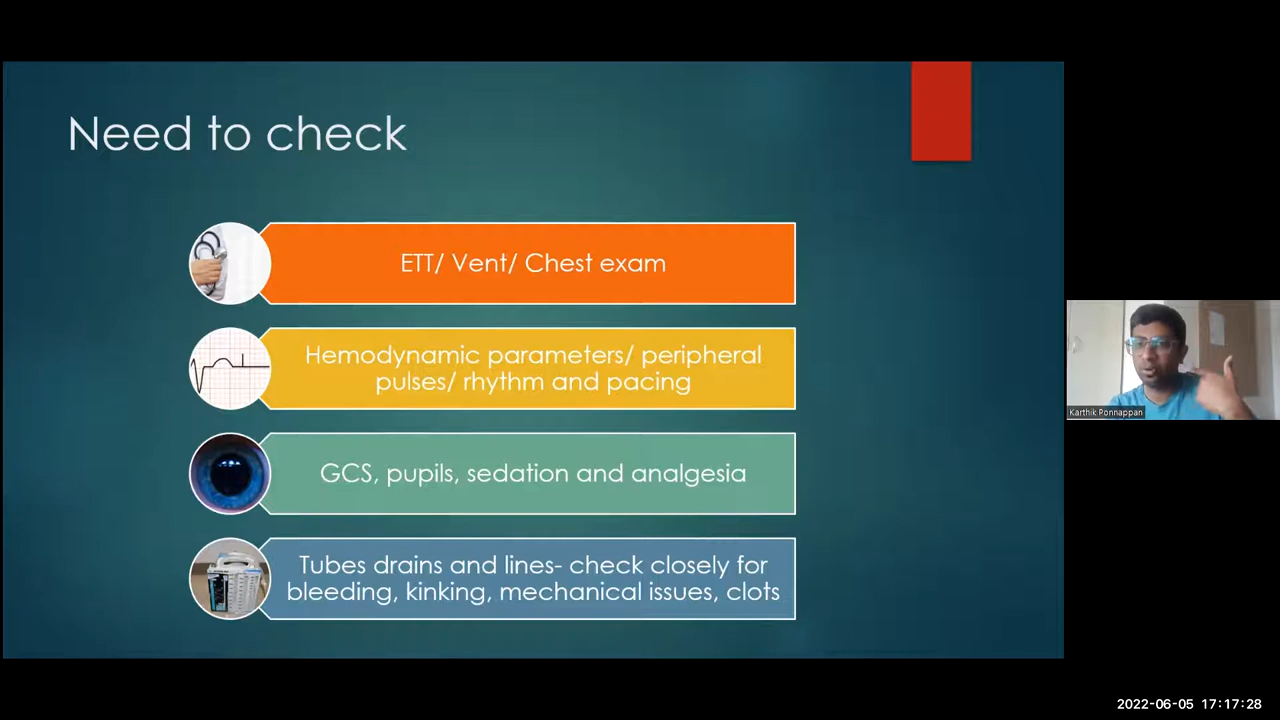 Need to check
ETT/ Vent/ Chest exam
Hemodynamic parameters/ peripheral
pulses/ rhythm and pacing
GCS, pupils, sedation and analgesia
Tubes drains and lines- check closely for
bleeding, kinking, mechanical issues, clots
Karthik Ponnappan
2022-06-05 17:17:28